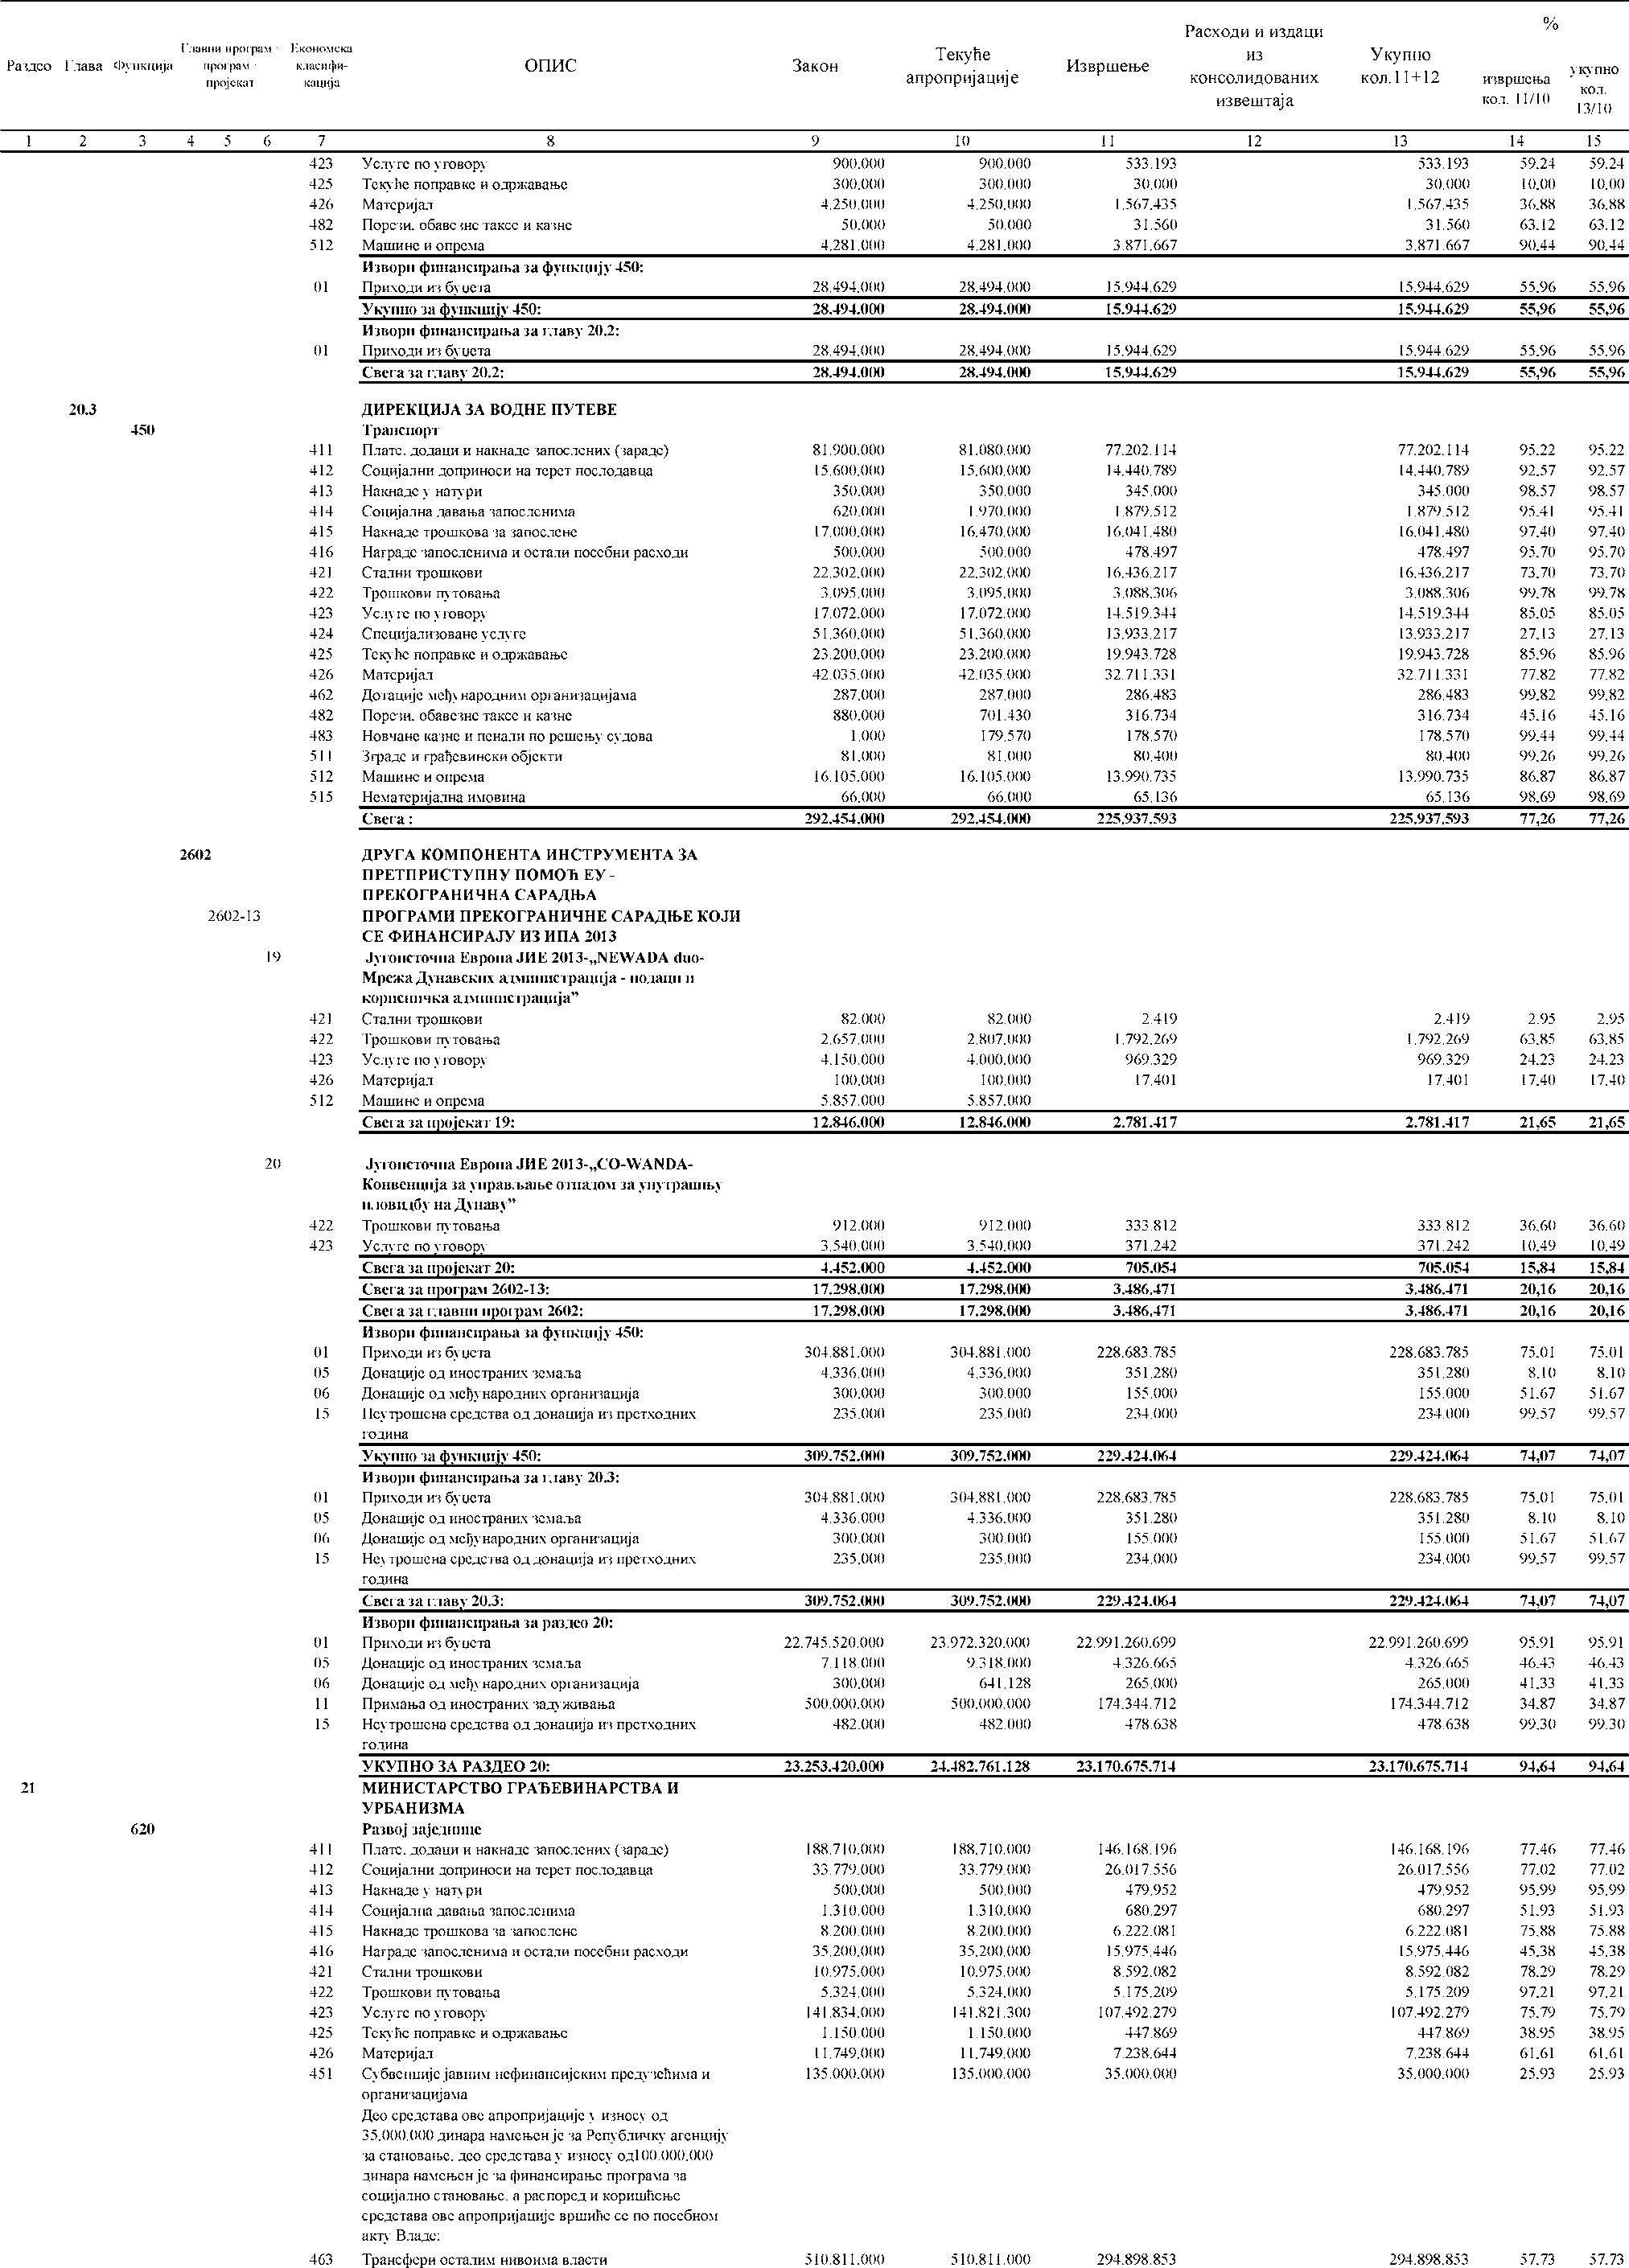 Раздео Глава Функција Главни програм / програм / пројекат Економска класифи-кација ОПИС Закон Текуће апропријације Извршење Расходи и издаци из консолидованих извештаја Укупно кол.11+12 % извршења кол. 11/10 укупно кол. 13/10
1 2 3 4 5 6 7 8 9 10 11 12 13 14 15
423 Услуге по уговору 900.000 900.000 533.193 533.193 59,24 59,24
425 Текуће поправке и одржавање 300.000 300.000 30.000 30.000 10,00 10,00
426 Материјал 4.250.000 4.250.000 1.567.435 1.567.435 36,88 36,88
482 Порези, обавезне таксе и казне 50.000 50.000 31.560 31.560 63,12 63,12
512 Машине и опрема 4.281.000 4.281.000 3.871.667 3.871.667 90,44 90,44
Извори финансирања за функцију 450:
01 Приходи из буџета 28.494.000 28.494.000 15.944.629 15.944.629 55,96 55,96
Укупно за функцију 450: 28.494.000 28.494.000 15.944.629 15.944.629 55,96 55,96
Извори финансирања за главу 20.2:
01 Приходи из буџета 28.494.000 28.494.000 15.944.629 15.944.629 55,96 55,96
Свега за главу 20.2: 28.494.000 28.494.000 15.944.629 15.944.629 55,96 55,96
20.3 ДИРЕКЦИЈА ЗА ВОДНЕ ПУТЕВЕ
450 Транспорт
411 Плате, додаци и накнаде запослених (зараде) 81.900.000 81.080.000 77.202.114 77.202.114 95,22 95,22
412 Социјални доприноси на терет послодавца 15.600.000 15.600.000 14.440.789 14.440.789 92,57 92,57
413 Накнаде у натури 350.000 350.000 345.000 345.000 98,57 98,57
414 Социјална давања запосленима 620.000 1.970.000 1.879.512 1.879.512 95,41 95,41
415 Накнаде трошкова за запослене 17.000.000 16.470.000 16.041.480 16.041.480 97,40 97,40
416 Награде запосленима и остали посебни расходи 500.000 500.000 478.497 478.497 95,70 95,70
421 Стални трошкови 22.302.000 22.302.000 16.436.217 16.436.217 73,70 73,70
422 Трошкови путовања 3.095.000 3.095.000 3.088.306 3.088.306 99,78 99,78
423 Услуге по уговору 17.072.000 17.072.000 14.519.344 14.519.344 85,05 85,05
424 Специјализоване услуге 51.360.000 51.360.000 13.933.217 13.933.217 27,13 27,13
425 Текуће поправке и одржавање 23.200.000 23.200.000 19.943.728 19.943.728 85,96 85,96
426 Материјал 42.035.000 42.035.000 32.711.331 32.711.331 77,82 77,82
462 Дотације међународним организацијама 287.000 287.000 286.483 286.483 99,82 99,82
482 Порези, обавезне таксе и казне 880.000 701.430 316.734 316.734 45,16 45,16
483 Новчане казне и пенали по решењу судова 1.000 179.570 178.570 178.570 99,44 99,44
511 Зграде и грађевински објекти 81.000 81.000 80.400 80.400 99,26 99,26
512 Машине и опрема 16.105.000 16.105.000 13.990.735 13.990.735 86,87 86,87
515 Нематеријална имовина 66.000 66.000 65.136 65.136 98,69 98,69
Свега : 292.454.000 292.454.000 225.937.593 225.937.593 77,26 77,26
2602 ДРУГА КОМПОНЕНТА ИНСТРУМЕНТА ЗА
ПРЕТПРИСТУПНУ ПОМОЋ ЕУ -
ПРЕКОГРАНИЧНА САРАДЊА
2602-13 ПРОГРАМИ ПРЕКОГРАНИЧНЕ САРАДЊЕ КОЈИ
СЕ ФИНАНСИРАЈУ ИЗ ИПА 2013
19 Југоисточна Европа ЈИЕ 2013-„NEWADA duo-
Мрежа Дунавских администрација - подаци и
корисничка администрација”
421 Стални трошкови 82.000 82.000 2.419 2.419 2,95 2,95
422 Трошкови путовања 2.657.000 2.807.000 1.792.269 1.792.269 63,85 63,85
423 Услуге по уговору 4.150.000 4.000.000 969.329 969.329 24,23 24,23
426 Материјал 100.000 100.000 17.401 17.401 17,40 17,40
512 Машине и опрема 5.857.000 5.857.000
Свега за пројекат 19: 12.846.000 12.846.000 2.781.417 2.781.417 21,65 21,65
20 Југоисточна Европа ЈИЕ 2013-„CO-WANDA-
Конвенција за управљање отпадом за унутрашњу
пловидбу на Дунаву”
422 Трошкови путовања 912.000 912.000 333.812 333.812 36,60 36,60
423 Услуге по уговору 3.540.000 3.540.000 371.242 371.242 10,49 10,49
Свега за пројекат 20: 4.452.000 4.452.000 705.054 705.054 15,84 15,84
Свега за програм 2602-13: 17.298.000 17.298.000 3.486.471 3.486.471 20,16 20,16
Свега за главни програм 2602: 17.298.000 17.298.000 3.486.471 3.486.471 20,16 20,16
Извори финансирања за функцију 450:
01 Приходи из буџета 304.881.000 304.881.000 228.683.785 228.683.785 75,01 75,01
05 Донације од иностраних земаља 4.336.000 4.336.000 351.280 351.280 8,10 8,10
06 Донације од међународних организација 300.000 300.000 155.000 155.000 51,67 51,67
15 Неутрошена средства од донација из претходних 235.000 235.000 234.000 234.000 99,57 99,57
година
Укупно за функцију 450: 309.752.000 309.752.000 229.424.064 229.424.064 74,07 74,07
Извори финансирања за главу 20.3:
01 Приходи из буџета 304.881.000 304.881.000 228.683.785 228.683.785 75,01 75,01
05 Донације од иностраних земаља 4.336.000 4.336.000 351.280 351.280 8,10 8,10
06 Донације од међународних организација 300.000 300.000 155.000 155.000 51,67 51,67
15 Неутрошена средства од донација из претходних 235.000 235.000 234.000 234.000 99,57 99,57
година
Свега за главу 20.3: 309.752.000 309.752.000 229.424.064 229.424.064 74,07 74,07
Извори финансирања за раздео 20:
01 Приходи из буџета 22.745.520.000 23.972.320.000 22.991.260.699 22.991.260.699 95,91 95,91
05 Донације од иностраних земаља 7.118.000 9.318.000 4.326.665 4.326.665 46,43 46,43
06 Донације од међународних организација 300.000 641.128 265.000 265.000 41,33 41,33
11 Примања од иностраних задуживања 500.000.000 500.000.000 174.344.712 174.344.712 34,87 34,87
15 Неутрошена средства од донација из претходних 482.000 482.000 478.638 478.638 99,30 99,30
година
УКУПНО ЗА РАЗДЕО 20: 23.253.420.000 24.482.761.128 23.170.675.714 23.170.675.714 94,64 94,64
21 МИНИСТАРСТВО ГРАЂЕВИНАРСТВА И
УРБАНИЗМА
620 Развој заједнице
411 Плате, додаци и накнаде запослених (зараде) 188.710.000 188.710.000 146.168.196 146.168.196 77,46 77,46
412 Социјални доприноси на терет послодавца 33.779.000 33.779.000 26.017.556 26.017.556 77,02 77,02
413 Накнаде у натури 500.000 500.000 479.952 479.952 95,99 95,99
414 Социјална давања запосленима 1.310.000 1.310.000 680.297 680.297 51,93 51,93
415 Накнаде трошкова за запослене 8.200.000 8.200.000 6.222.081 6.222.081 75,88 75,88
416 Награде запосленима и остали посебни расходи 35.200.000 35.200.000 15.975.446 15.975.446 45,38 45,38
421 Стални трошкови 10.975.000 10.975.000 8.592.082 8.592.082 78,29 78,29
422 Трошкови путовања 5.324.000 5.324.000 5.175.209 5.175.209 97,21 97,21
423 Услуге по уговору 141.834.000 141.821.300 107.492.279 107.492.279 75,79 75,79
425 Текуће поправке и одржавање 1.150.000 1.150.000 447.869 447.869 38,95 38,95
426 Материјал 11.749.000 11.749.000 7.238.644 7.238.644 61,61 61,61
451 Субвенције јавним нефинансијским предузећима и 135.000.000 135.000.000 35.000.000 35.000.000 25,93 25,93
организацијама
Део средстава ове апропријације у износу од
35.000.000 динара намењен је за Републичку агенцију
за становање, део средстава у износу од100.000.000
динара намењен је за финансирање програма за
социјално становање, а распоред и коришћење
средстава ове апропријације вршиће се по посебном
акту Владе;
463 Трансфери осталим нивоима власти 510.811.000 510.811.000 294.898.853 294.898.853 57,73 57,73